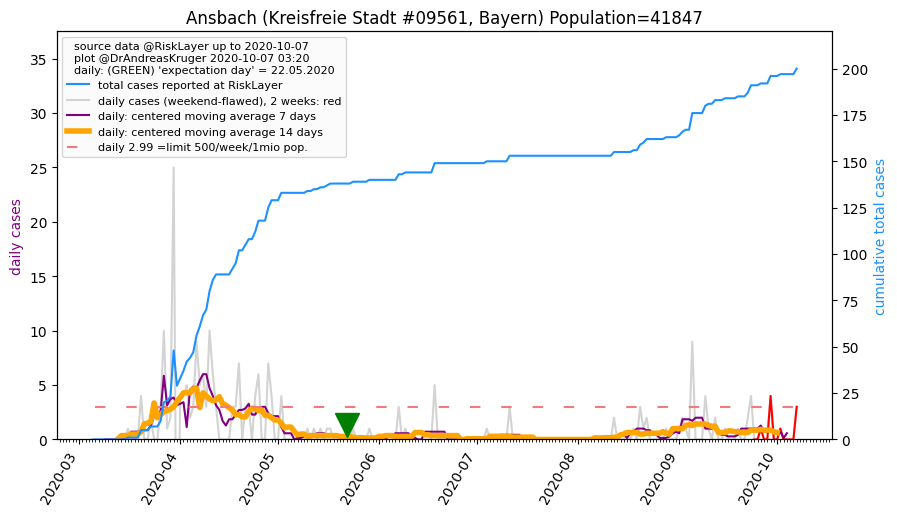 Ansbach (Kreisfreie Stadt #09561, Bayern) Population=41847
source data @RiskLayer up to 2020-10-07
plot @DrAndreasKruger 2020-10-07 03:20
daily: (GREEN) 'expectation day' = 22.05.2020
total cases reported at RiskLayer
daily cases (weekend-flawed), 2 weeks: red
daily: centered moving average 7 days
daily: centered moving average 14 days
daily 2.99 =limit 500/week/1mio pop.
daily cases
35
30
25
20
15
10
5
0
cumulative total cases
200
175
150
125
100
75
50
25
0
2020-03
2020-04
2020-05
2020-06
2020-07
2020-08
2020-09
2020-10